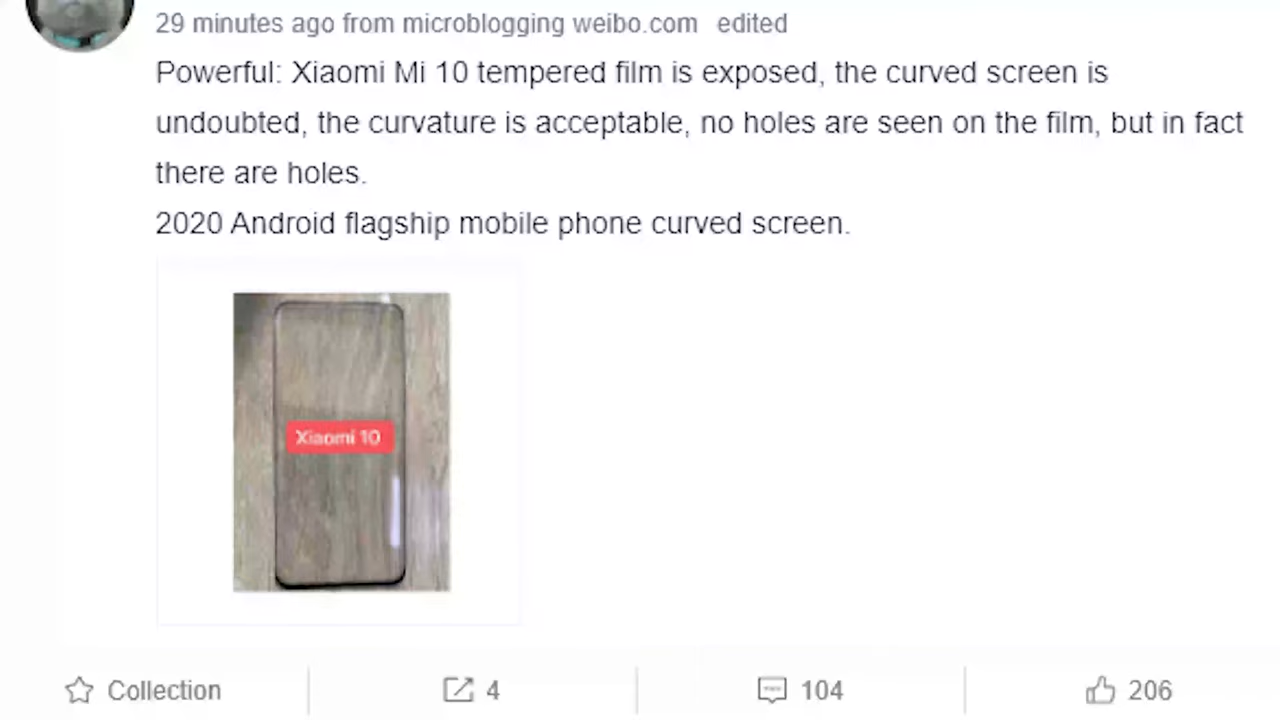 29 minutes ago from microblogging weibo.com edited
Powerful: Xiaomi Mi 10 tempered film is exposed, the curved screen is
undoubted, the curvature is acceptable, no holes are seen on the film, but in fact
there are holes.
2020 Android flagship mobile phone curved screen.
Xiaomi 10
Collection
4
104
206